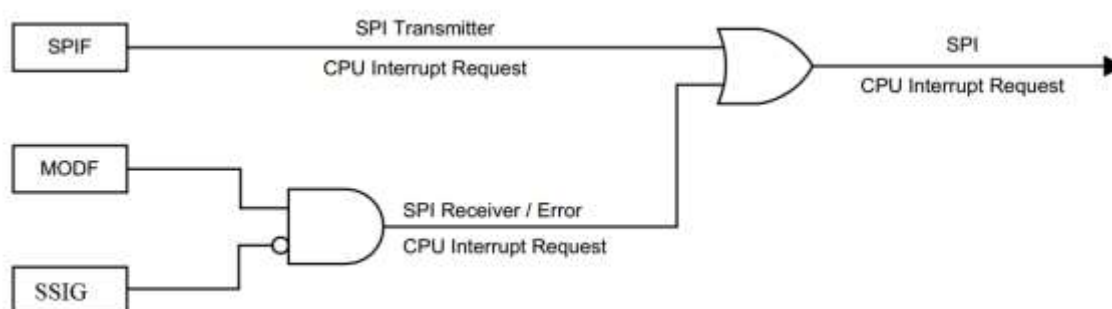 SPIF
SPI Transmitter
CPU Interrupt Request
SPI
CPU Interrupt Request
MODF
SPI Receiver / Error
CPU Interrupt Request
SSIG